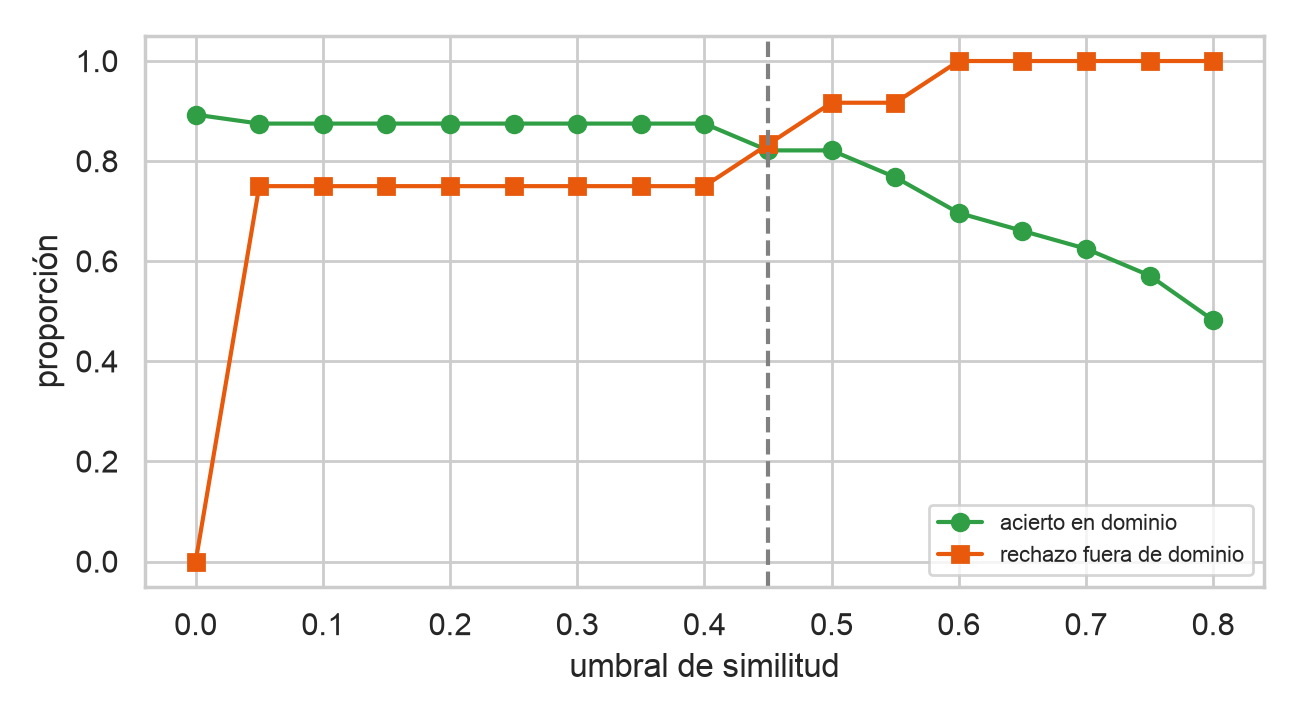 1.0
0.8
0.6
0.4
0.2
0.0
proporción
acierto en dominio
rechazo fuera de dominio
0.0 0.1 0.2 0.3 0.4 0.5 0.6 0.7 0.8
umbral de similitud